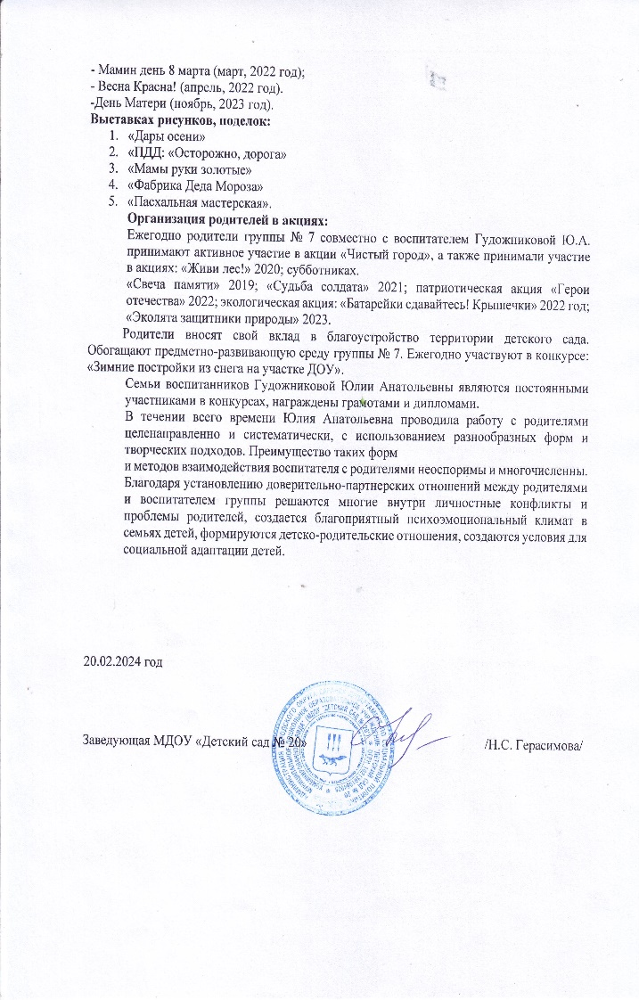 - Мамин день 8 марта (март, 2022 год);
- Весна Красна! (апрель, 2022 год).
-День Матери (ноябрь, 2023 год).
Выставках рисунков, поделок:
1. «Дары осени»
2. «ПДД: «Осторожно, дорога»
3. «Мамы руки золотые»
4. «Фабрика Деда Мороза»
5. «Пасхальная мастерская».
Организация родителей в акциях:
Ежегодно родители группы № 7 совместно с воспитателем Гудожниковой Ю.А.
принимают активное участие в акции «Чистый город», а также принимали участие
в акциях: «Живи лес!» 2020; субботниках.
«Свеча памяти» 2019; «Судьба солдата» 2021; патриотическая акция «Герои
отечества» 2022; экологическая акция: «Батарейки сдавайтесь! Крышечки» 2022 год;
«Эколята защитники природы» 2023.
Родители вносят свой вклад в благоустройство территории детского сада.
Обогащают предметно-развивающую среду группы № 7. Ежегодно участвуют в конкурсе:
«Зимние постройки из снега на участке ДОУ».
Семьи воспитанников Гудожниковой Юлии Анатольевны являются постоянными
участниками в конкурсах, награждены грамотами и дипломами.
В течении всего времени Юлия Анатольевна проводила работу с родителями
целенаправленно и систематически, с использованием разнообразных форм и
творческих подходов. Преимущество таких форм
и методов взаимодействия воспитателя с родителями неоспоримы и многочисленны.
Благодаря установлению доверительно-партнерских отношений между родителями
и воспитателем группы решаются многие внутри личностные конфликты и
проблемы родителей, создается благоприятный психоэмоциональный климат в
семьях детей, формируются детско-родительские отношения, создаются условия для
социальной адаптации детей.
20.02.2024 год
Заведующая МДОУ «Детский сад № 20»
/Н.С. Герасимова/